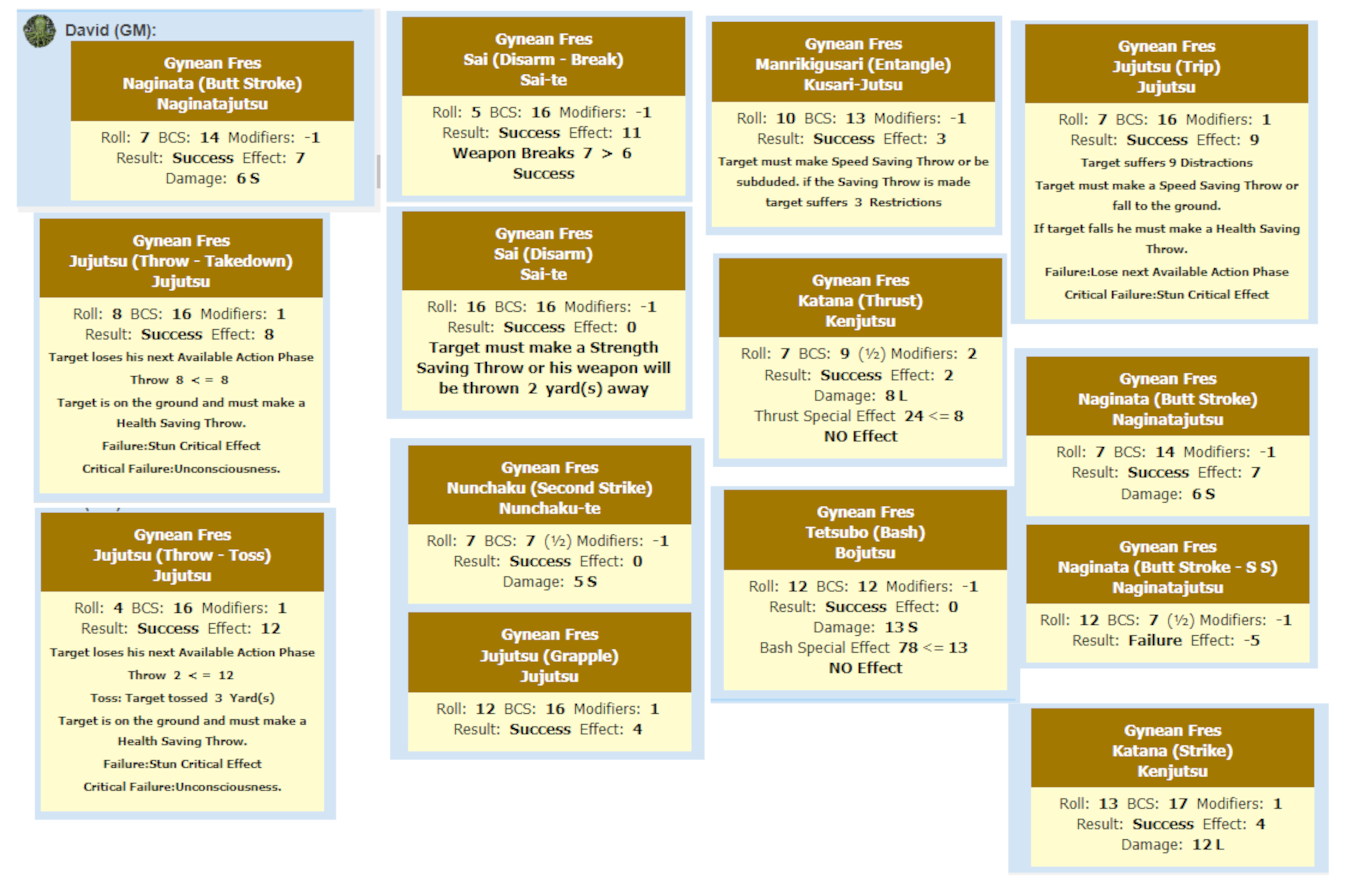 David (GM):
Gynean Fres
Naginata (Butt Stroke)
Naginatajutsu
Roll: 7 BCS: 14 Modifiers: -1
Result: Success Effect: 7
Damage: 6 S
Gynean Fres
Jujutsu (Throw - Takedown)
Jujutsu
Roll: 8 BCS: 16 Modifiers: 1
Result: Success Effect: 8
Target loses his next Available Action Phase
Throw 8 < = 8
Target is on the ground and must make a
Health Saving Throw.
Failure:Stun Critical Effect
Critical Failure:Unconsciousness.
Gynean Fres
Jujutsu (Throw - Toss)
Jujutsu
Roll: 4 BCS: 16 Modifiers: 1
Result: Success Effect: 12
Target loses his next Available Action Phase
Throw 2 < = 12
Toss: Target tossed 3 Yard(s)
Target is on the ground and must make a
Health Saving Throw.
Failure:Stun Critical Effect
Critical Failure:Unconsciousness.
Gynean Fres
Sai (Disarm - Break)
Sai-te
Roll: 5 BCS: 16 Modifiers: -1
Result: Success Effect: 11
Weapon Breaks 7 > 6
Success
Gynean Fres
Sai (Disarm)
Sai-te
Roll: 16 BCS: 16 Modifiers: -1
Result: Success Effect: 0
Target must make a Strength
Saving Throw or his weapon will
be thrown 2 yard(s) away
Gynean Fres
Nunchaku (Second Strike)
Nunchaku-te
Roll: 7 BCS: 7 (½) Modifiers: -1
Result: Success Effect: 0
Damage: 5 S
Gynean Fres
Jujutsu (Grapple)
Jujutsu
Roll: 12 BCS: 16 Modifiers: 1
Result: Success Effect: 4
Gynean Fres
Manrikigusari (Entangle)
Kusari-Jutsu
Roll: 10 BCS: 13 Modifiers: -1
Result: Success Effect: 3
Target must make Speed Saving Throw or be
subduded. if the Saving Throw is made
target suffers 3 Restrictions
Gynean Fres
Katana (Thrust)
Kenjutsu
Roll: 7 BCS: 9 (½) Modifiers: 2
Result: Success Effect: 2
Damage: 8 L
Thrust Special Effect 24 <= 8
NO Effect
Gynean Fres
Tetsubo (Bash)
Bojutsu
Roll: 12 BCS: 12 Modifiers: -1
Result: Success Effect: 0
Damage: 13 S
Bash Special Effect 78 <= 13
NO Effect
Gynean Fres
Jujutsu (Trip)
Jujutsu
Roll: 7 BCS: 16 Modifiers: 1
Result: Success Effect: 9
Target suffers 9 Distractions
Target must make a Speed Saving Throw or
fall to the ground.
If target falls he must make a Health Saving
Throw.
Failure:Lose next Available Action Phase
Critical Failure:Stun Critical Effect
Gynean Fres
Naginata (Butt Stroke)
Naginatajutsu
Roll: 7 BCS: 14 Modifiers: -1
Result: Success Effect: 7
Damage: 6 S
Gynean Fres
Naginata (Butt Stroke - S S)
Naginatajutsu
Roll: 12 BCS: 7 (½) Modifiers: -1
Result: Failure Effect: -5
Gynean Fres
Katana (Strike)
Kenjutsu
Roll: 13 BCS: 17 Modifiers: 1
Result: Success Effect: 4
Damage: 12 L